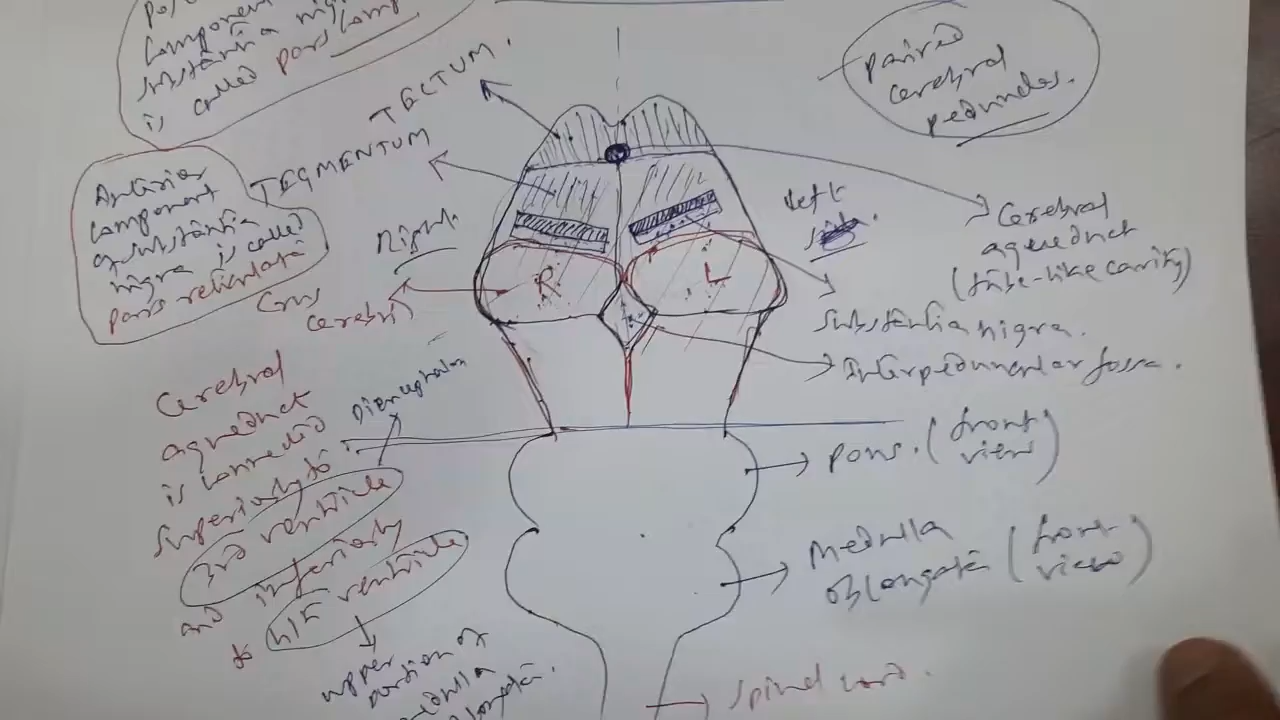 Component
substantia
is called pars comp
paired
cerebral
peduncles.
TECTUM.
TEGMENTUM
Anterior
component
substantia
nigra is called
pars reticulata
Right.
Left
side.
Crus
cerebri
R
L
Cerebral
aqueduct
(tube-like cavity)
Substantia nigra.
Interpeduncular fossa.
Cerebral
aqueduct
is connected
superiorly to
3rd ventricle
and inferiorly
to 4th ventricle
Diencephalon
upper
portion of
medulla
oblongata.
pons. (front
view)
Medulla
oblongata (front
view)
Spinal cord.